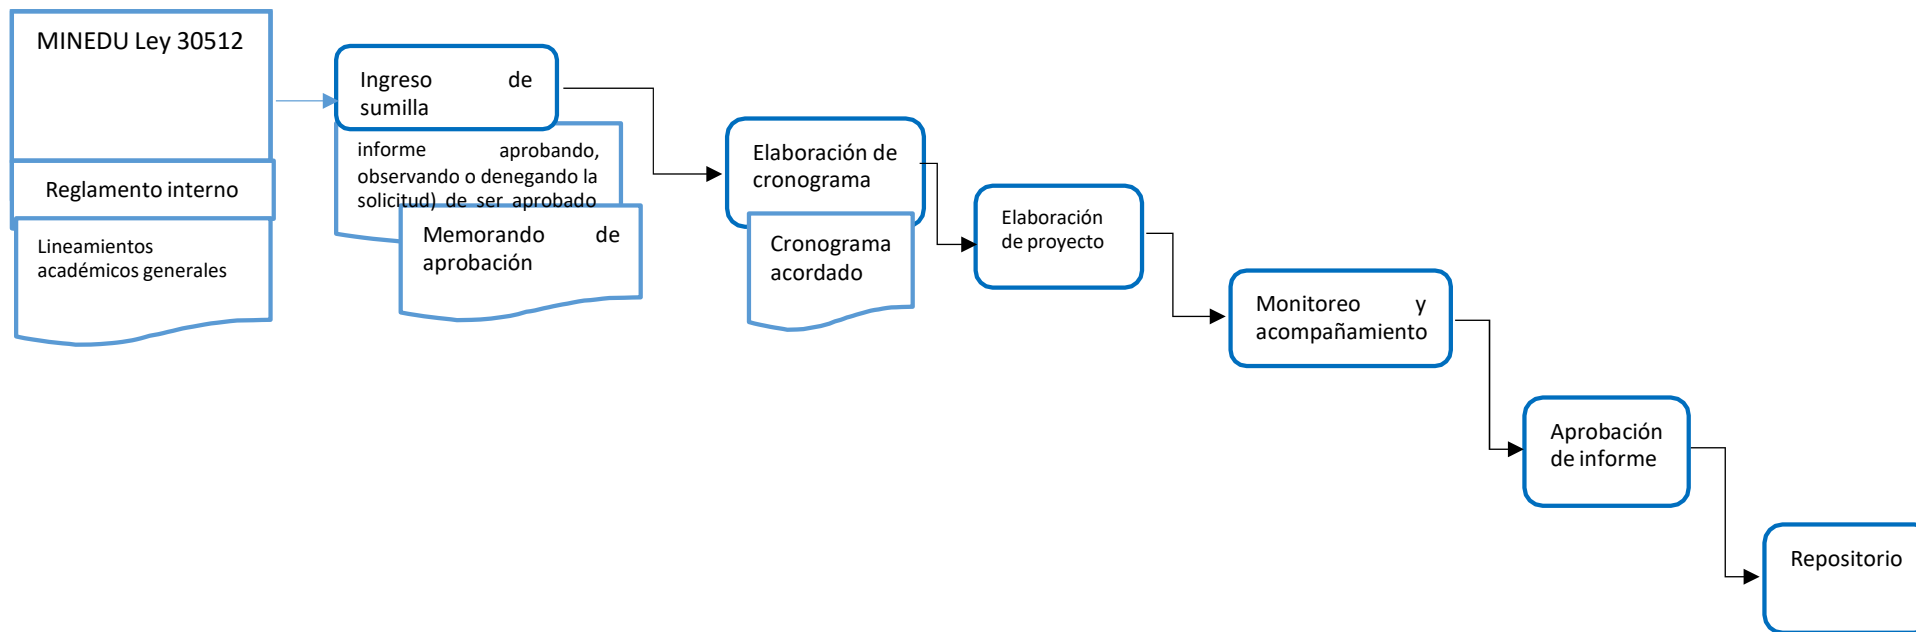 MINEDU Ley 30512
Reglamento interno
Lineamientos
académicos generales
Ingreso de
sumilla
informe aprobando,
observando o denegando la
solicitud) de ser aprobado
Memorando de
aprobación
Elaboración de
cronograma
Cronograma
acordado
Elaboración
de proyecto
Monitoreo y
acompañamiento
Aprobación
de informe
Repositorio